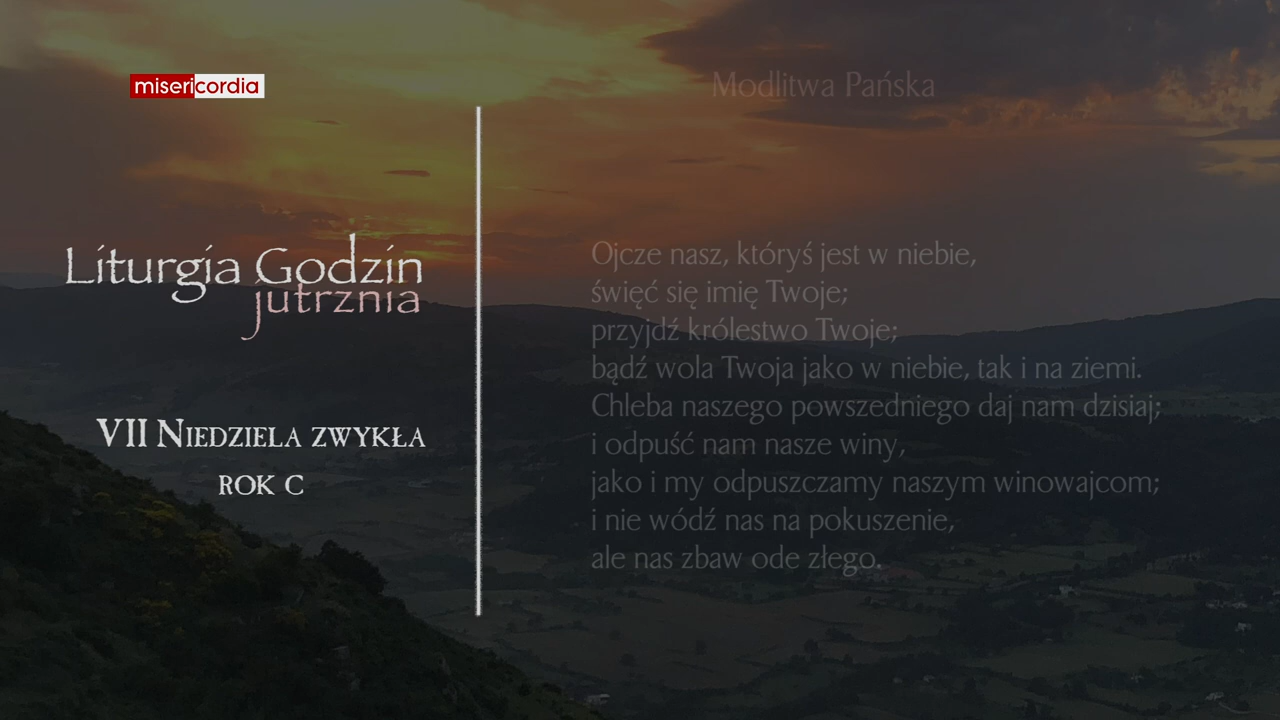 misericordia
Liturgia Godzin
jutrznia
VII Niedziela zwykła
rok C
Modlitwa Pańska
Ojcze nasz, któryś jest w niebie,
święć się imię Twoje;
przyjdź królestwo Twoje;
bądź wola Twoja jako w niebie, tak i na ziemi.
Chleba naszego powszedniego daj nam dzisiaj;
i odpuść nam nasze winy,
jako i my odpuszczamy naszym winowajcom;
i nie wódź nas na pokuszenie,
ale nas zbaw ode złego.